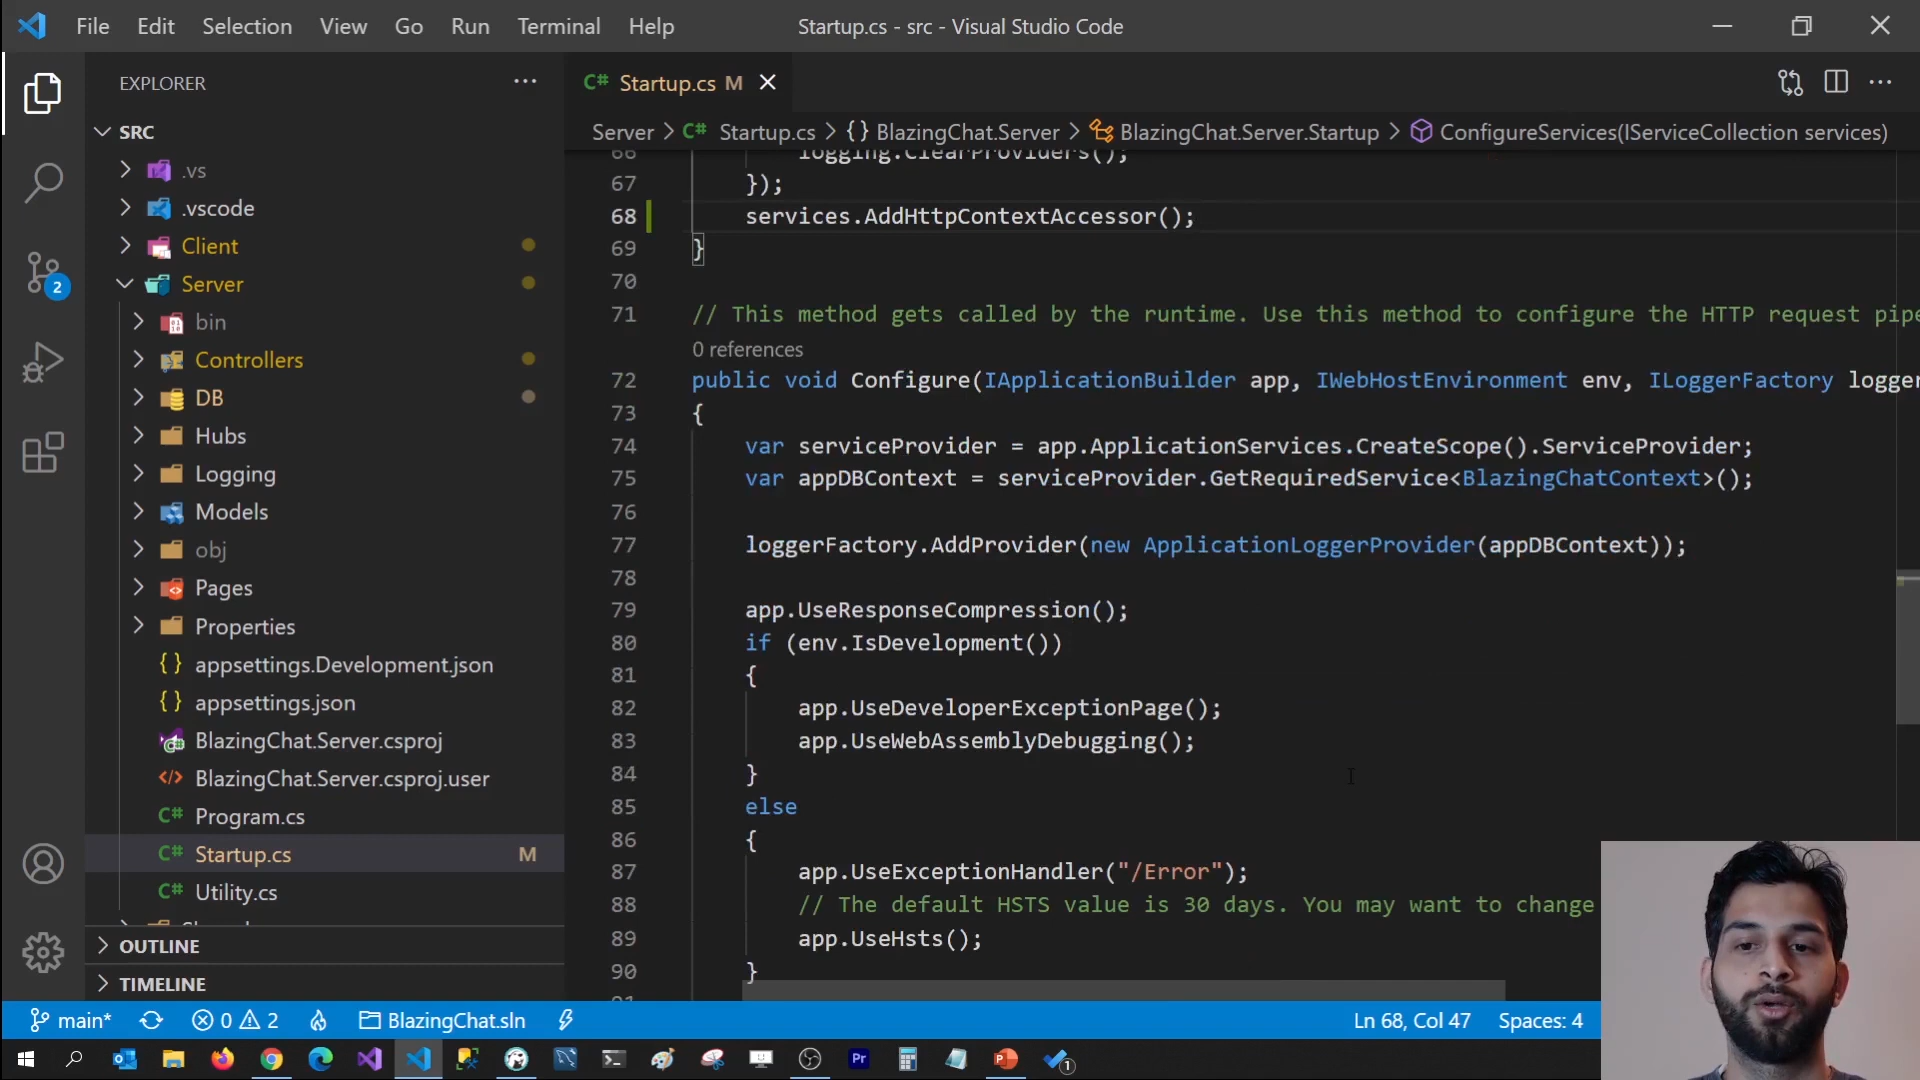 File Edit Selection View Go Run Terminal Help
Startup.cs - src - Visual Studio Code
EXPLORER
C# Startup.cs M
Server > C# Startup.cs > {} BlazingChat.Server > BlazingChat.Server.Startup > ConfigureServices(IServiceCollection services)
SRC
.vs
.vscode
Client
Server
bin
Controllers
DB
Hubs
Logging
Models
obj
Pages
Properties
{} appsettings.Development.json
{} appsettings.json
BlazingChat.Server.csproj
</> BlazingChat.Server.csproj.user
C# Program.cs
C# Startup.cs M
C# Utility.cs
OUTLINE
TIMELINE
2
66 logging.ClearProviders();
67 });
68 services.AddHttpContextAccessor();
69 }
70
71 // This method gets called by the runtime. Use this method to configure the HTTP request pipe
0 references
72 public void Configure(IApplicationBuilder app, IWebHostEnvironment env, ILoggerFactory logger
73 {
74 var serviceProvider = app.ApplicationServices.CreateScope().ServiceProvider;
75 var appDBContext = serviceProvider.GetRequiredService<BlazingChatContext>();
76
77 loggerFactory.AddProvider(new ApplicationLoggerProvider(appDBContext));
78
79 app.UseResponseCompression();
80 if (env.IsDevelopment())
81 {
82 app.UseDeveloperExceptionPage();
83 app.UseWebAssemblyDebugging();
84 }
85 else
86 {
87 app.UseExceptionHandler("/Error");
88 // The default HSTS value is 30 days. You may want to change
89 app.UseHsts();
90 }
main* 0 2 BlazingChat.sln Ln 68, Col 47 Spaces: 4
Pr 1